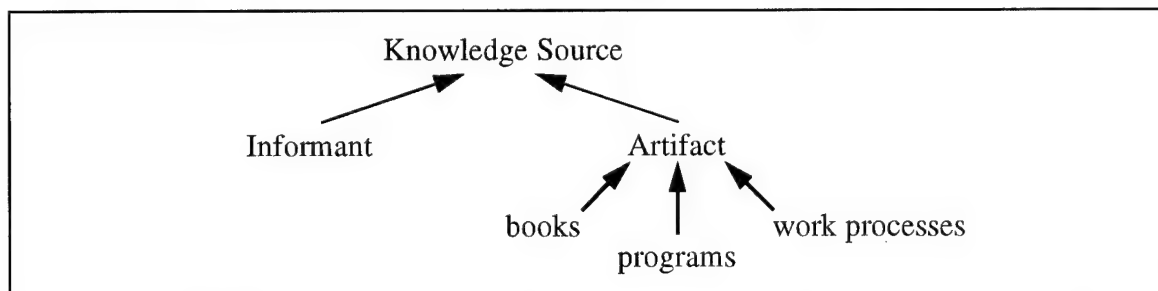 Knowledge Source
Informant
Artifact
books
programs
work processes